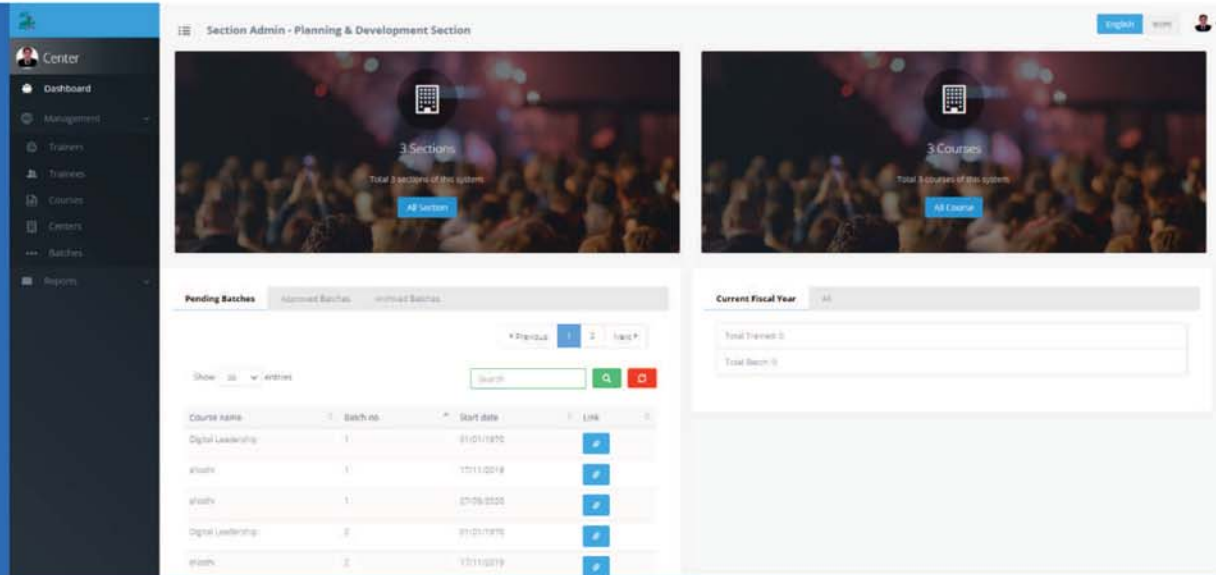 Section Admin - Planning & Development Section
English
Center
Dashboard
Management
Trainers
Trainees
Courses
Centers
Batches
Reports
3 Sections
Total 3 sections of this system
All Section
3 Courses
Total 3 courses of this system
All Course
Pending Batches Approved Batches Archived Batches
Previous 1 2 Next
Show 10 entries Search
Course name Batch no. Start date Link
Digital Leadership 1 01/01/1970
1 17/11/2019
1
Digital Leadership 2 01/01/1970
2 17/11/2019
Current Fiscal Year All
Total Trained: 0
Total Batch: 0